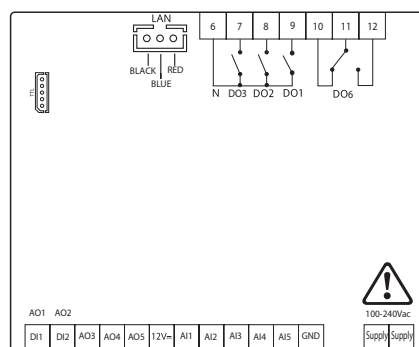 LAN
6 7 8 9 10 11 12
BLACK RED
BLUE
N DO3 DO2 DO1 DO6
TTL
100-240Vac
AO1 AO2
DI1 DI2 AO3 AO4 AO5 12V= AI1 AI2 AI3 AI4 AI5 GND Supply Supply